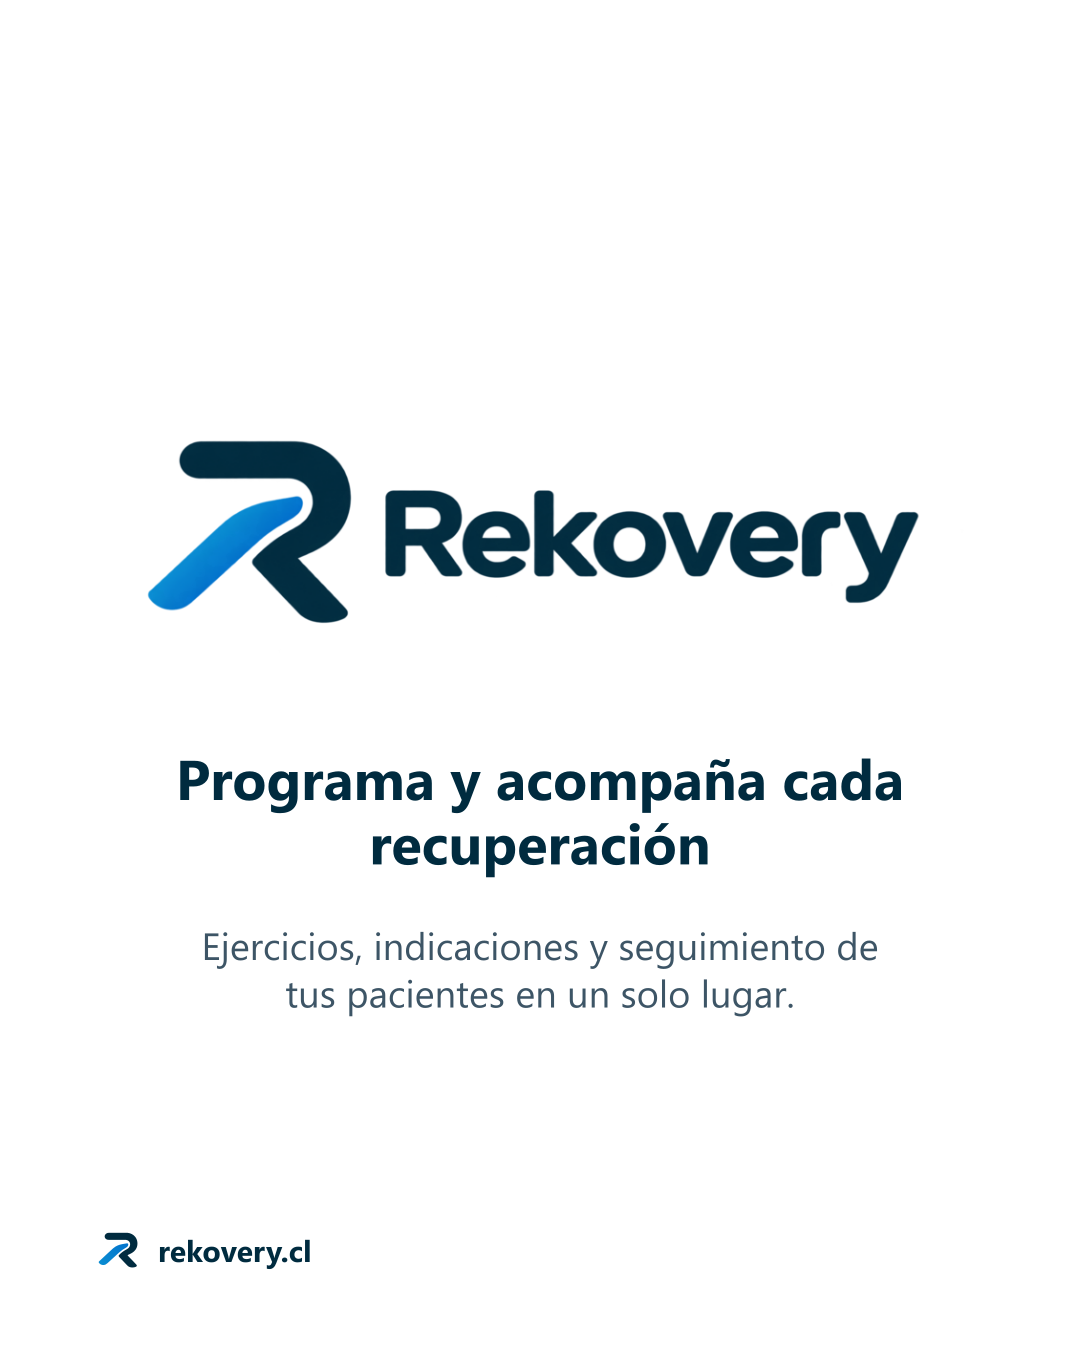 Rekovery
Programa y acompaña cada
recuperación
Ejercicios, indicaciones y seguimiento de
tus pacientes en un solo lugar.
rekovery.cl